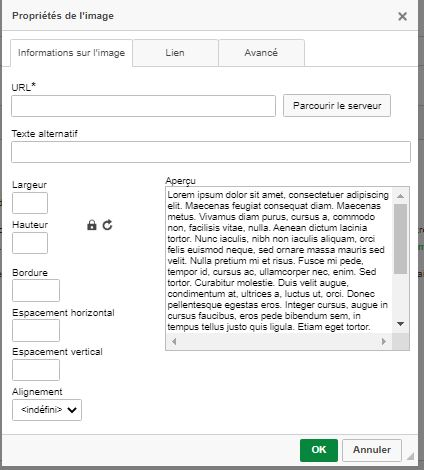 Propriétés de l'image
Informations sur l'image
Lien
Avancé
URL*
Parcourir le serveur
Texte alternatif
Largeur
Hauteur
Bordure
Espacement horizontal
Espacement vertical
Alignement
<indéfini>
Aperçu
Lorem ipsum dolor sit amet, consectetuer adipiscing
elit. Maecenas feugiat consequat diam. Maecenas
metus. Vivamus diam purus, cursus a, commodo
non, facilisis vitae, nulla. Aenean dictum lacinia
tortor. Nunc iaculis, nibh non iaculis aliquam, orci
felis euismod neque, sed ornare massa mauris sed
velit. Nulla pretium mi et risus. Fusce mi pede,
tempor id, cursus ac, ullamcorper nec, enim. Sed
tortor. Curabitur molestie. Duis velit augue,
condimentum at, ultrices a, luctus ut, orci. Donec
pellentesque egestas eros. Integer cursus, augue in
cursus faucibus, eros pede bibendum sem, in
tempus tellus justo quis ligula. Etiam eget tortor.
OK
Annuler